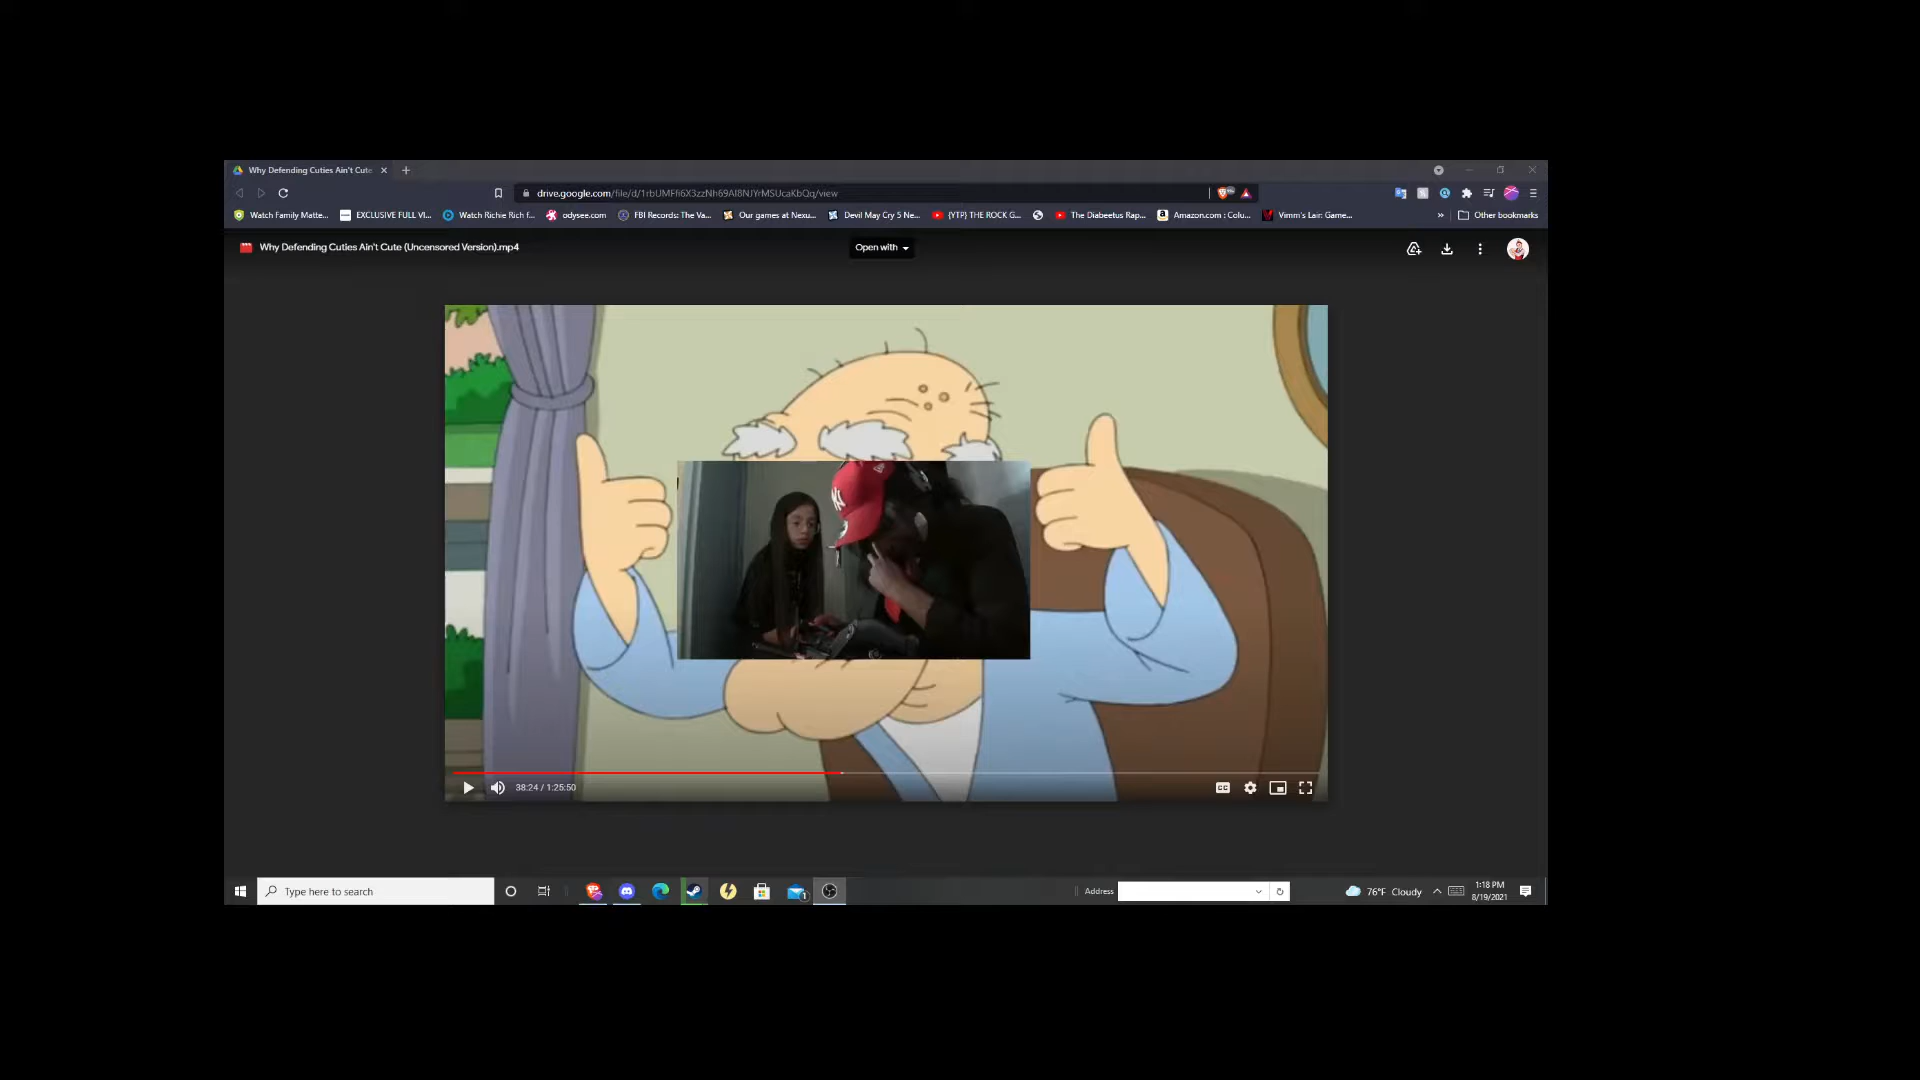 Why Defending Cuties Ain't Cute
drive.google.com/file/d/1rbUMFfi6X3zzNh69Al8NJYrMSUcaKbQq/view
Watch Family Matte... EXCLUSIVE FULL VI... Watch Richie Rich f... odysee.com FBI Records: The Va... Our games at Nexu... Devil May Cry 5 Ne... {YTP} THE ROCK G... The Diabeetus Rap... Amazon.com : Colu... Vimm's Lair: Game... » Other bookmarks
Why Defending Cuties Ain't Cute (Uncensored Version).mp4 Open with
38:24 / 1:25:50 CC
Type here to search Address 76°F Cloudy 1:18 PM
8/19/2021